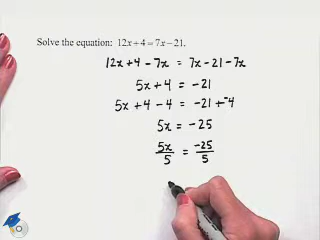 Solve the equation: 12x+4=7x−21.
12x+4−7x = 7x−21−7x
5x+4 = −21
5x+4−4 = −21+⁻4
5x = −25
5x/5 = −25/5